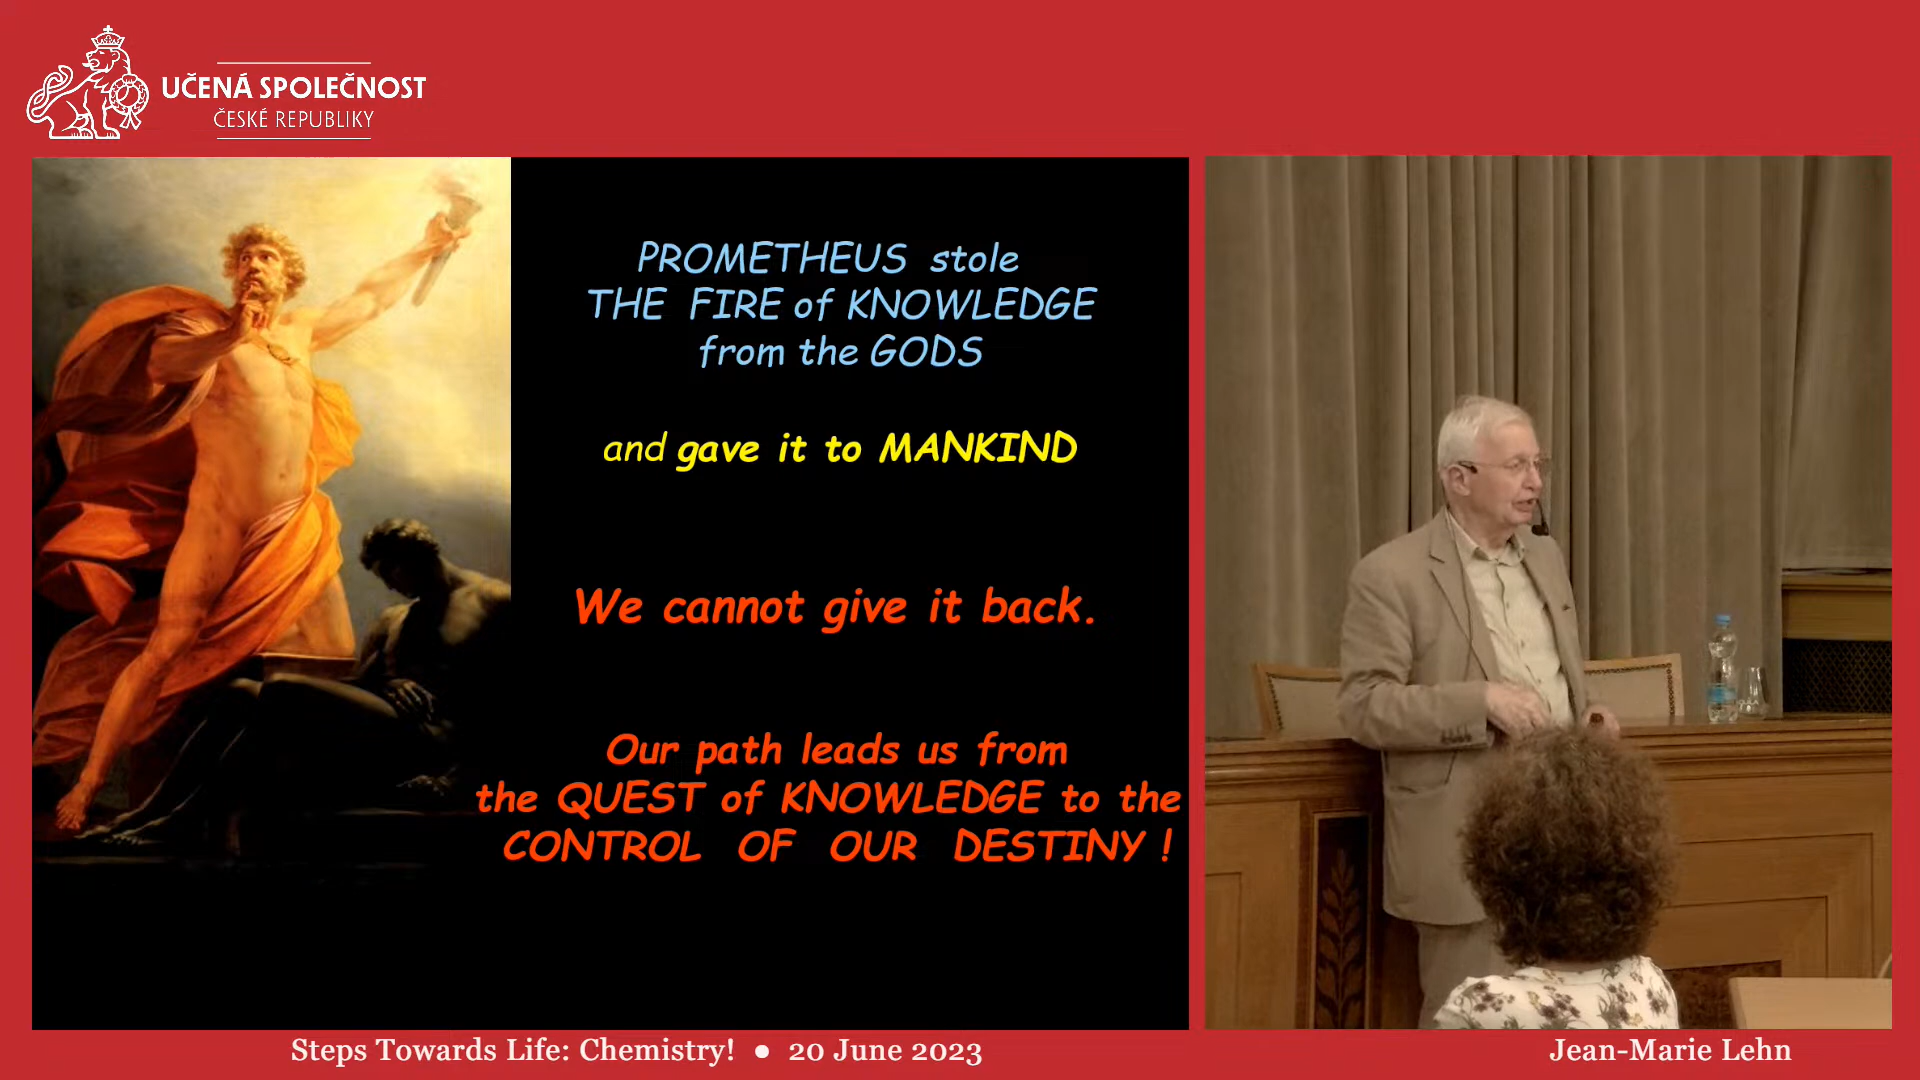 UČENÁ SPOLEČNOST
ČESKÉ REPUBLIKY
PROMETHEUS stole
THE FIRE of KNOWLEDGE
from the GODS
and gave it to MANKIND
We cannot give it back.
Our path leads us from
the QUEST of KNOWLEDGE to the
CONTROL OF OUR DESTINY !
Steps Towards Life: Chemistry! ● 20 June 2023
Jean-Marie Lehn